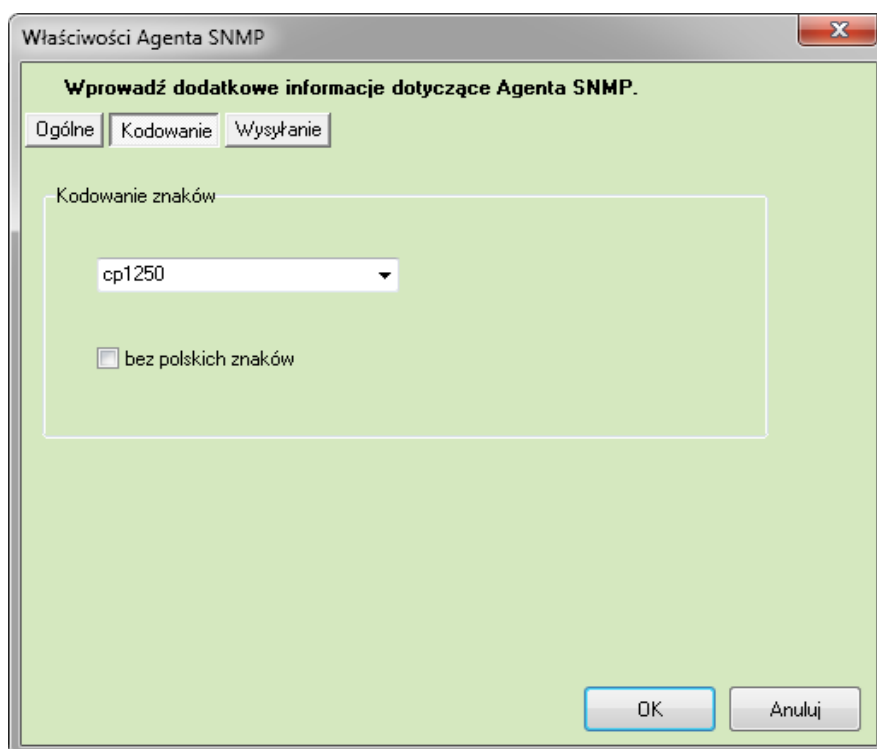 Właściwości Agenta SNMP
Wprowadź dodatkowe informacje dotyczące Agenta SNMP.
Ogólne Kodowanie Wysyłanie
Kodowanie znaków
cp1250
bez polskich znaków
OK Anuluj